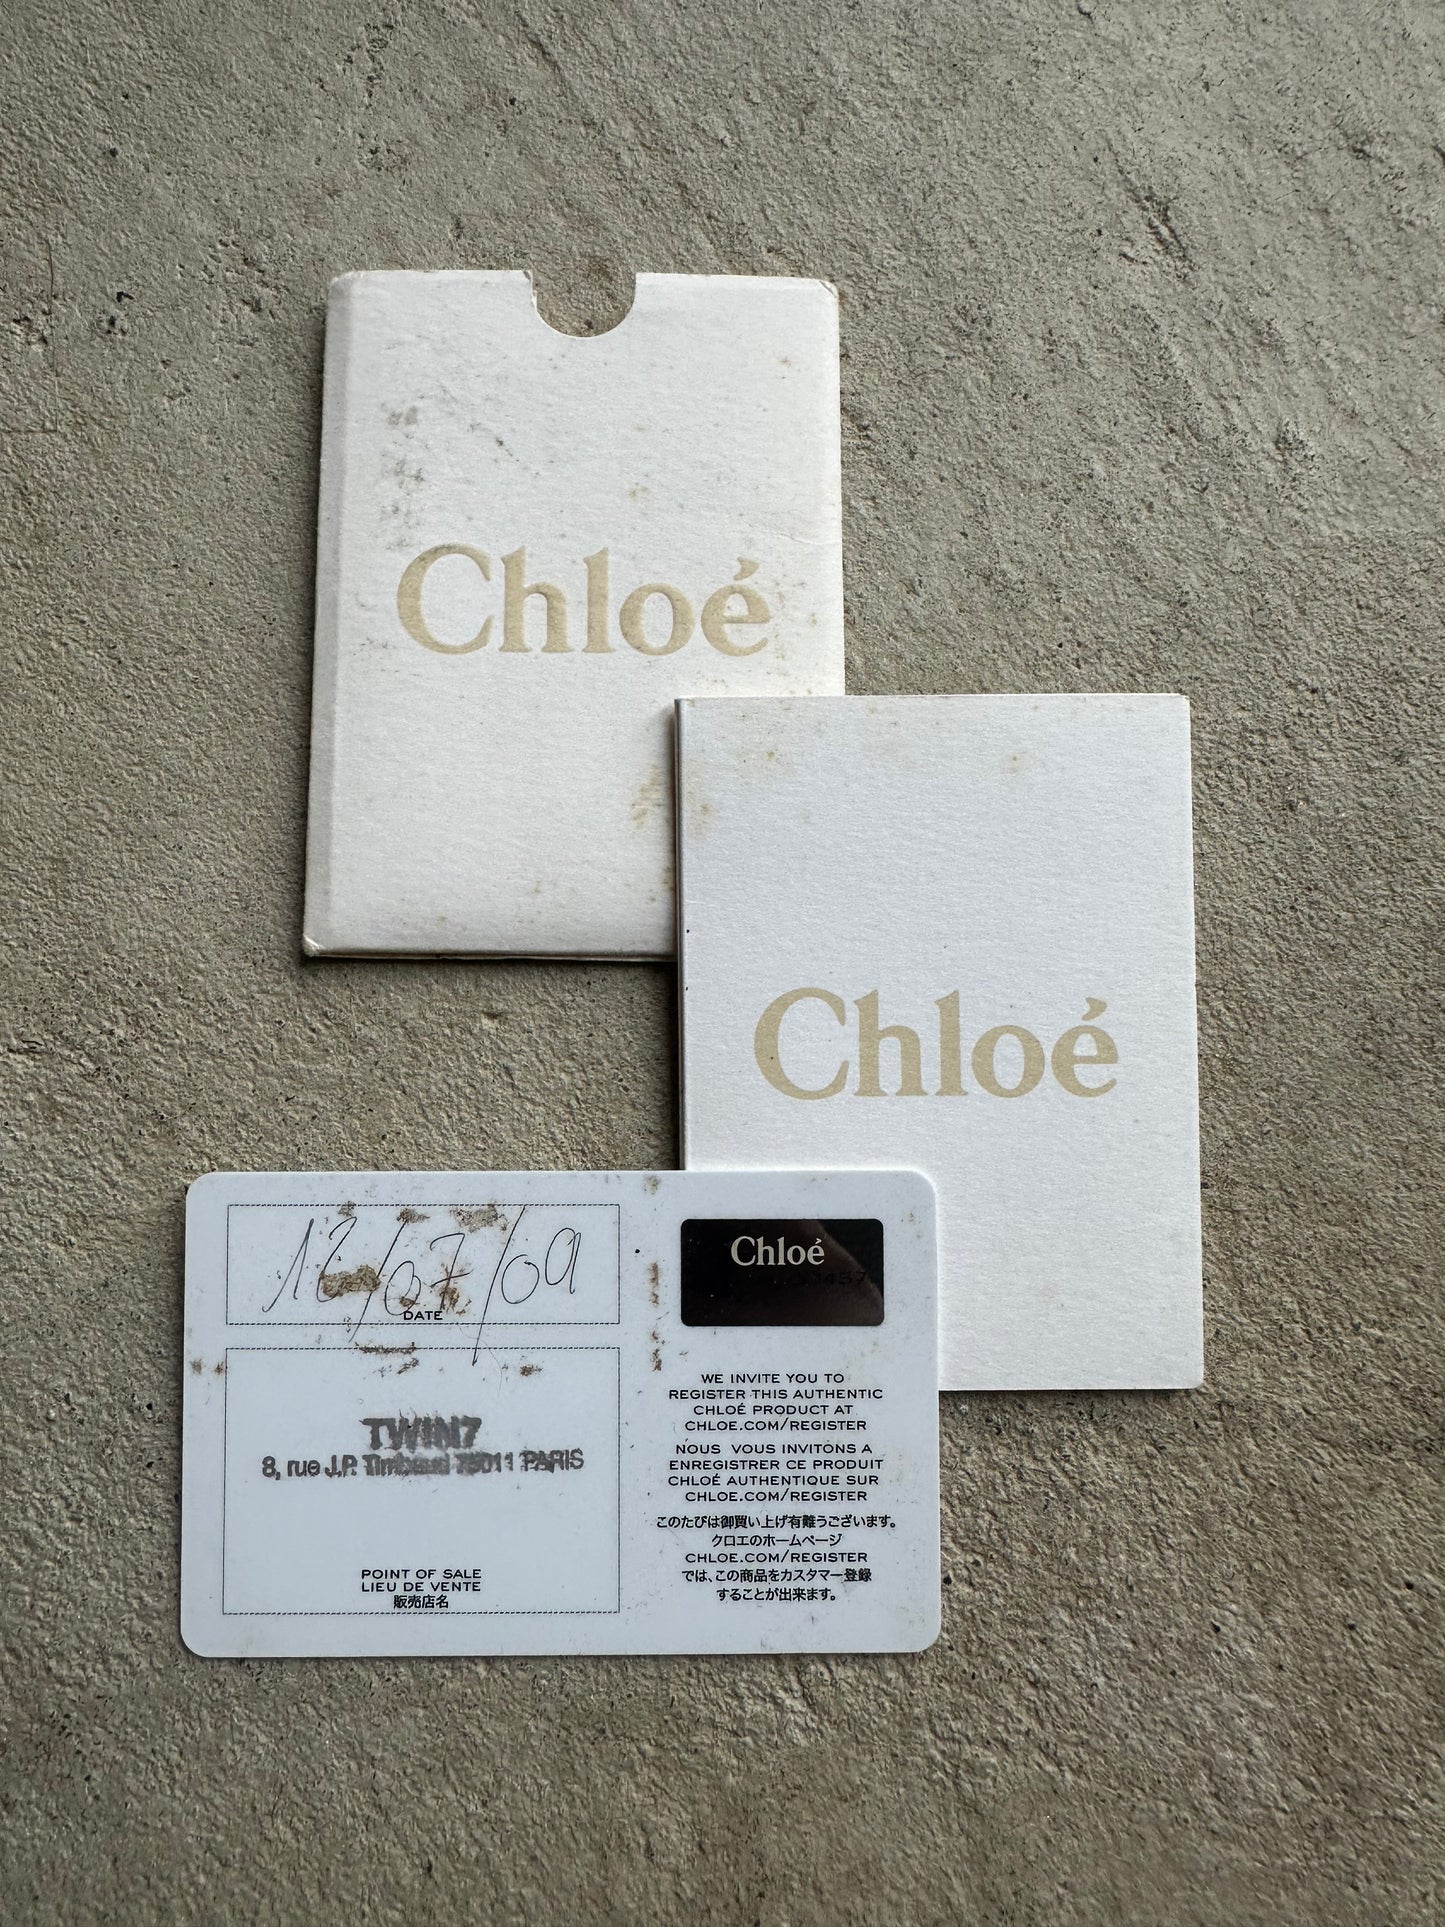 Chloé
Chloé
12/07/09
DATE
TWIN7
8, rue J.P. Timbaud 75011 PARIS
POINT OF SALE
LIEU DE VENTE
販売店名
Chloé
WE INVITE YOU TO
REGISTER THIS AUTHENTIC
CHLOÉ PRODUCT AT
CHLOE.COM/REGISTER
NOUS VOUS INVITONS A
ENREGISTRER CE PRODUIT
CHLOÉ AUTHENTIQUE SUR
CHLOE.COM/REGISTER
このたびは御買い上げ有難うございます。
クロエのホームページ
CHLOE.COM/REGISTER
では、この商品をカスタマー登録
することが出来ます。